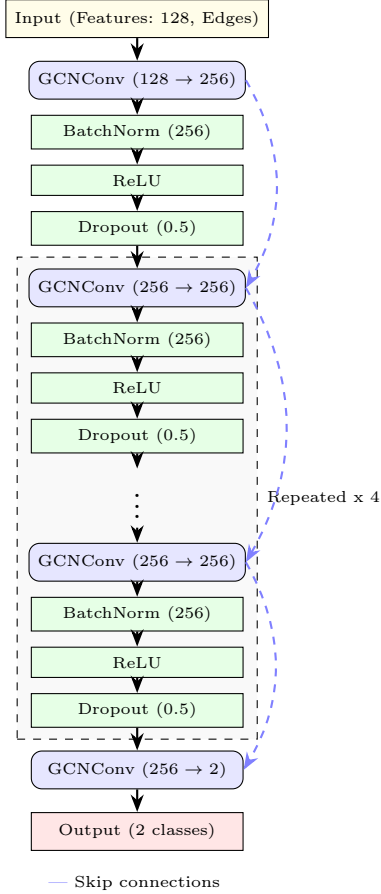 Input (Features: 128, Edges)
GCNConv (128 → 256)
BatchNorm (256)
ReLU
Dropout (0.5)
GCNConv (256 → 256)
BatchNorm (256)
ReLU
Dropout (0.5)
⋮
Repeated x 4
GCNConv (256 → 256)
BatchNorm (256)
ReLU
Dropout (0.5)
GCNConv (256 → 2)
Output (2 classes)
— Skip connections